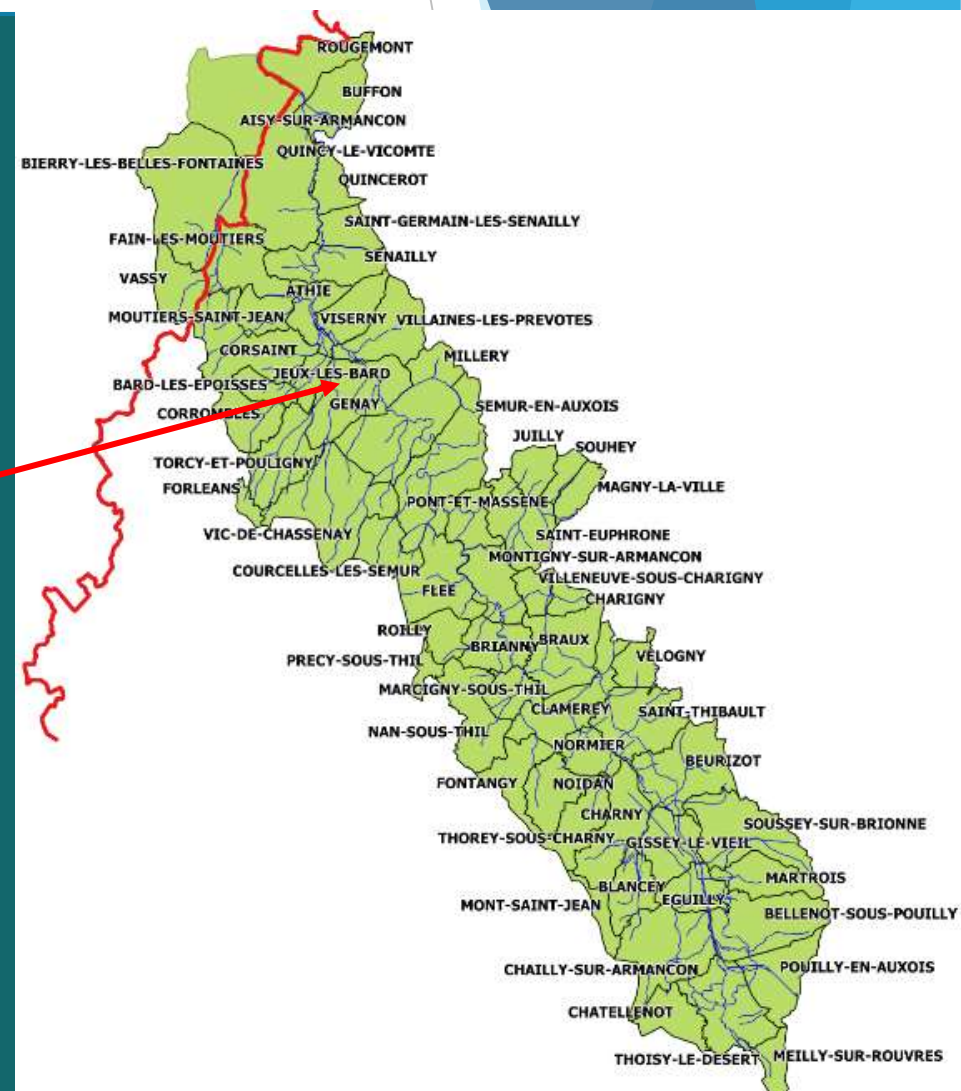 ROUGEMONT
BUFFON
AISY-SUR-ARMANCON
QUINCY-LE-VICOMTE
BIERRY-LES-BELLES-FONTAINES
QUINCEROT
SAINT-GERMAIN-LES-SENAILLY
FAIN-LES-MOUTIERS
SENAILLY
VASSY
ATHIE
MOUTIERS-SAINT-JEAN
VISERNY
VILLAINES-LES-PREVOTES
CORSAINT
MILLERY
JEUX-LES-BARD
BARD-LES-EPOISSES
GENAY
SEMUR-EN-AUXOIS
CORROMBLES
JUILLY
SOUHEY
TORCY-ET-POULIGNY
FORLEANS
MAGNY-LA-VILLE
PONT-ET-MASSENE
VIC-DE-CHASSENAY
SAINT-EUPHRONE
MONTIGNY-SUR-ARMANCON
COURCELLES-LES-SEMUR
VILLENEUVE-SOUS-CHARIGNY
FLEE
CHARIGNY
ROILLY
BRIANNY
BRAUX
VELOGNY
PRECY-SOUS-THIL
MARCIGNY-SOUS-THIL
CLAMEREY
SAINT-THIBAULT
NAN-SOUS-THIL
NORMIER
BEURIZOT
FONTANGY
NOIDAN
CHARNY
SOUSSEY-SUR-BRIONNE
THOREY-SOUS-CHARNY
GISSEY-LE-VIEIL
MARTROIS
BLANCEY
EGUILLY
MONT-SAINT-JEAN
BELLENOT-SOUS-POUILLY
CHAILLY-SUR-ARMANCON
POUILLY-EN-AUXOIS
CHATELLENOT
THOISY-LE-DESERT
MEILLY-SUR-ROUVRES